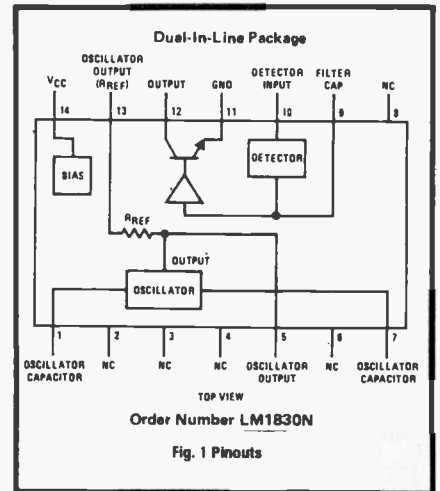 Dual-In-Line Package
VCC
OSCILLATOR OUTPUT (RREF)
OUTPUT
GND
DETECTOR INPUT
FILTER CAP
NC
14
13
12
11
10
9
8
BIAS
DETECTOR
RREF
OUTPUT
OSCILLATOR
1
2
3
4
5
6
7
OSCILLATOR CAPACITOR
NC
NC
NC
OSCILLATOR OUTPUT
NC
OSCILLATOR CAPACITOR
TOP VIEW
Order Number LM1830N
Fig. 1 Pinouts